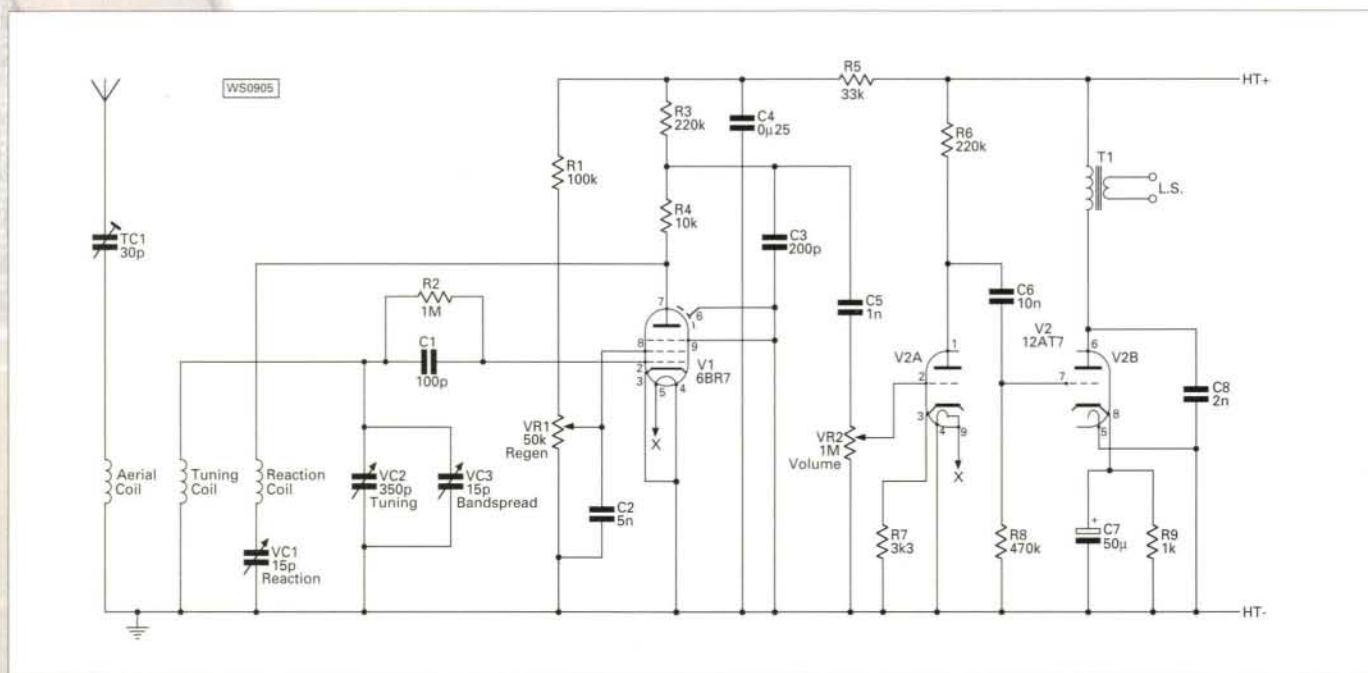 WS0905
HT+
R5
33k
R3
220k
C4
0µ25
R6
220k
R1
100k
T1
L.S.
R4
10k
C3
200p
TC1
30p
R2
1M
C1
100p
7
6
8
9
2
3
5
4
V1
6BR7
X
C5
1n
C6
10n
V2
12AT7
V2A
1
2
3
4
9
X
6
7
V2B
8
5
C8
2n
VR1
50k
Regen
VR2
1M
Volume
Aerial
Coil
Tuning
Coil
Reaction
Coil
VC2
350p
Tuning
VC3
15p
Bandspread
C2
5n
VC1
15p
Reaction
R7
3k3
R8
470k
+
C7
50µ
R9
1k
HT-